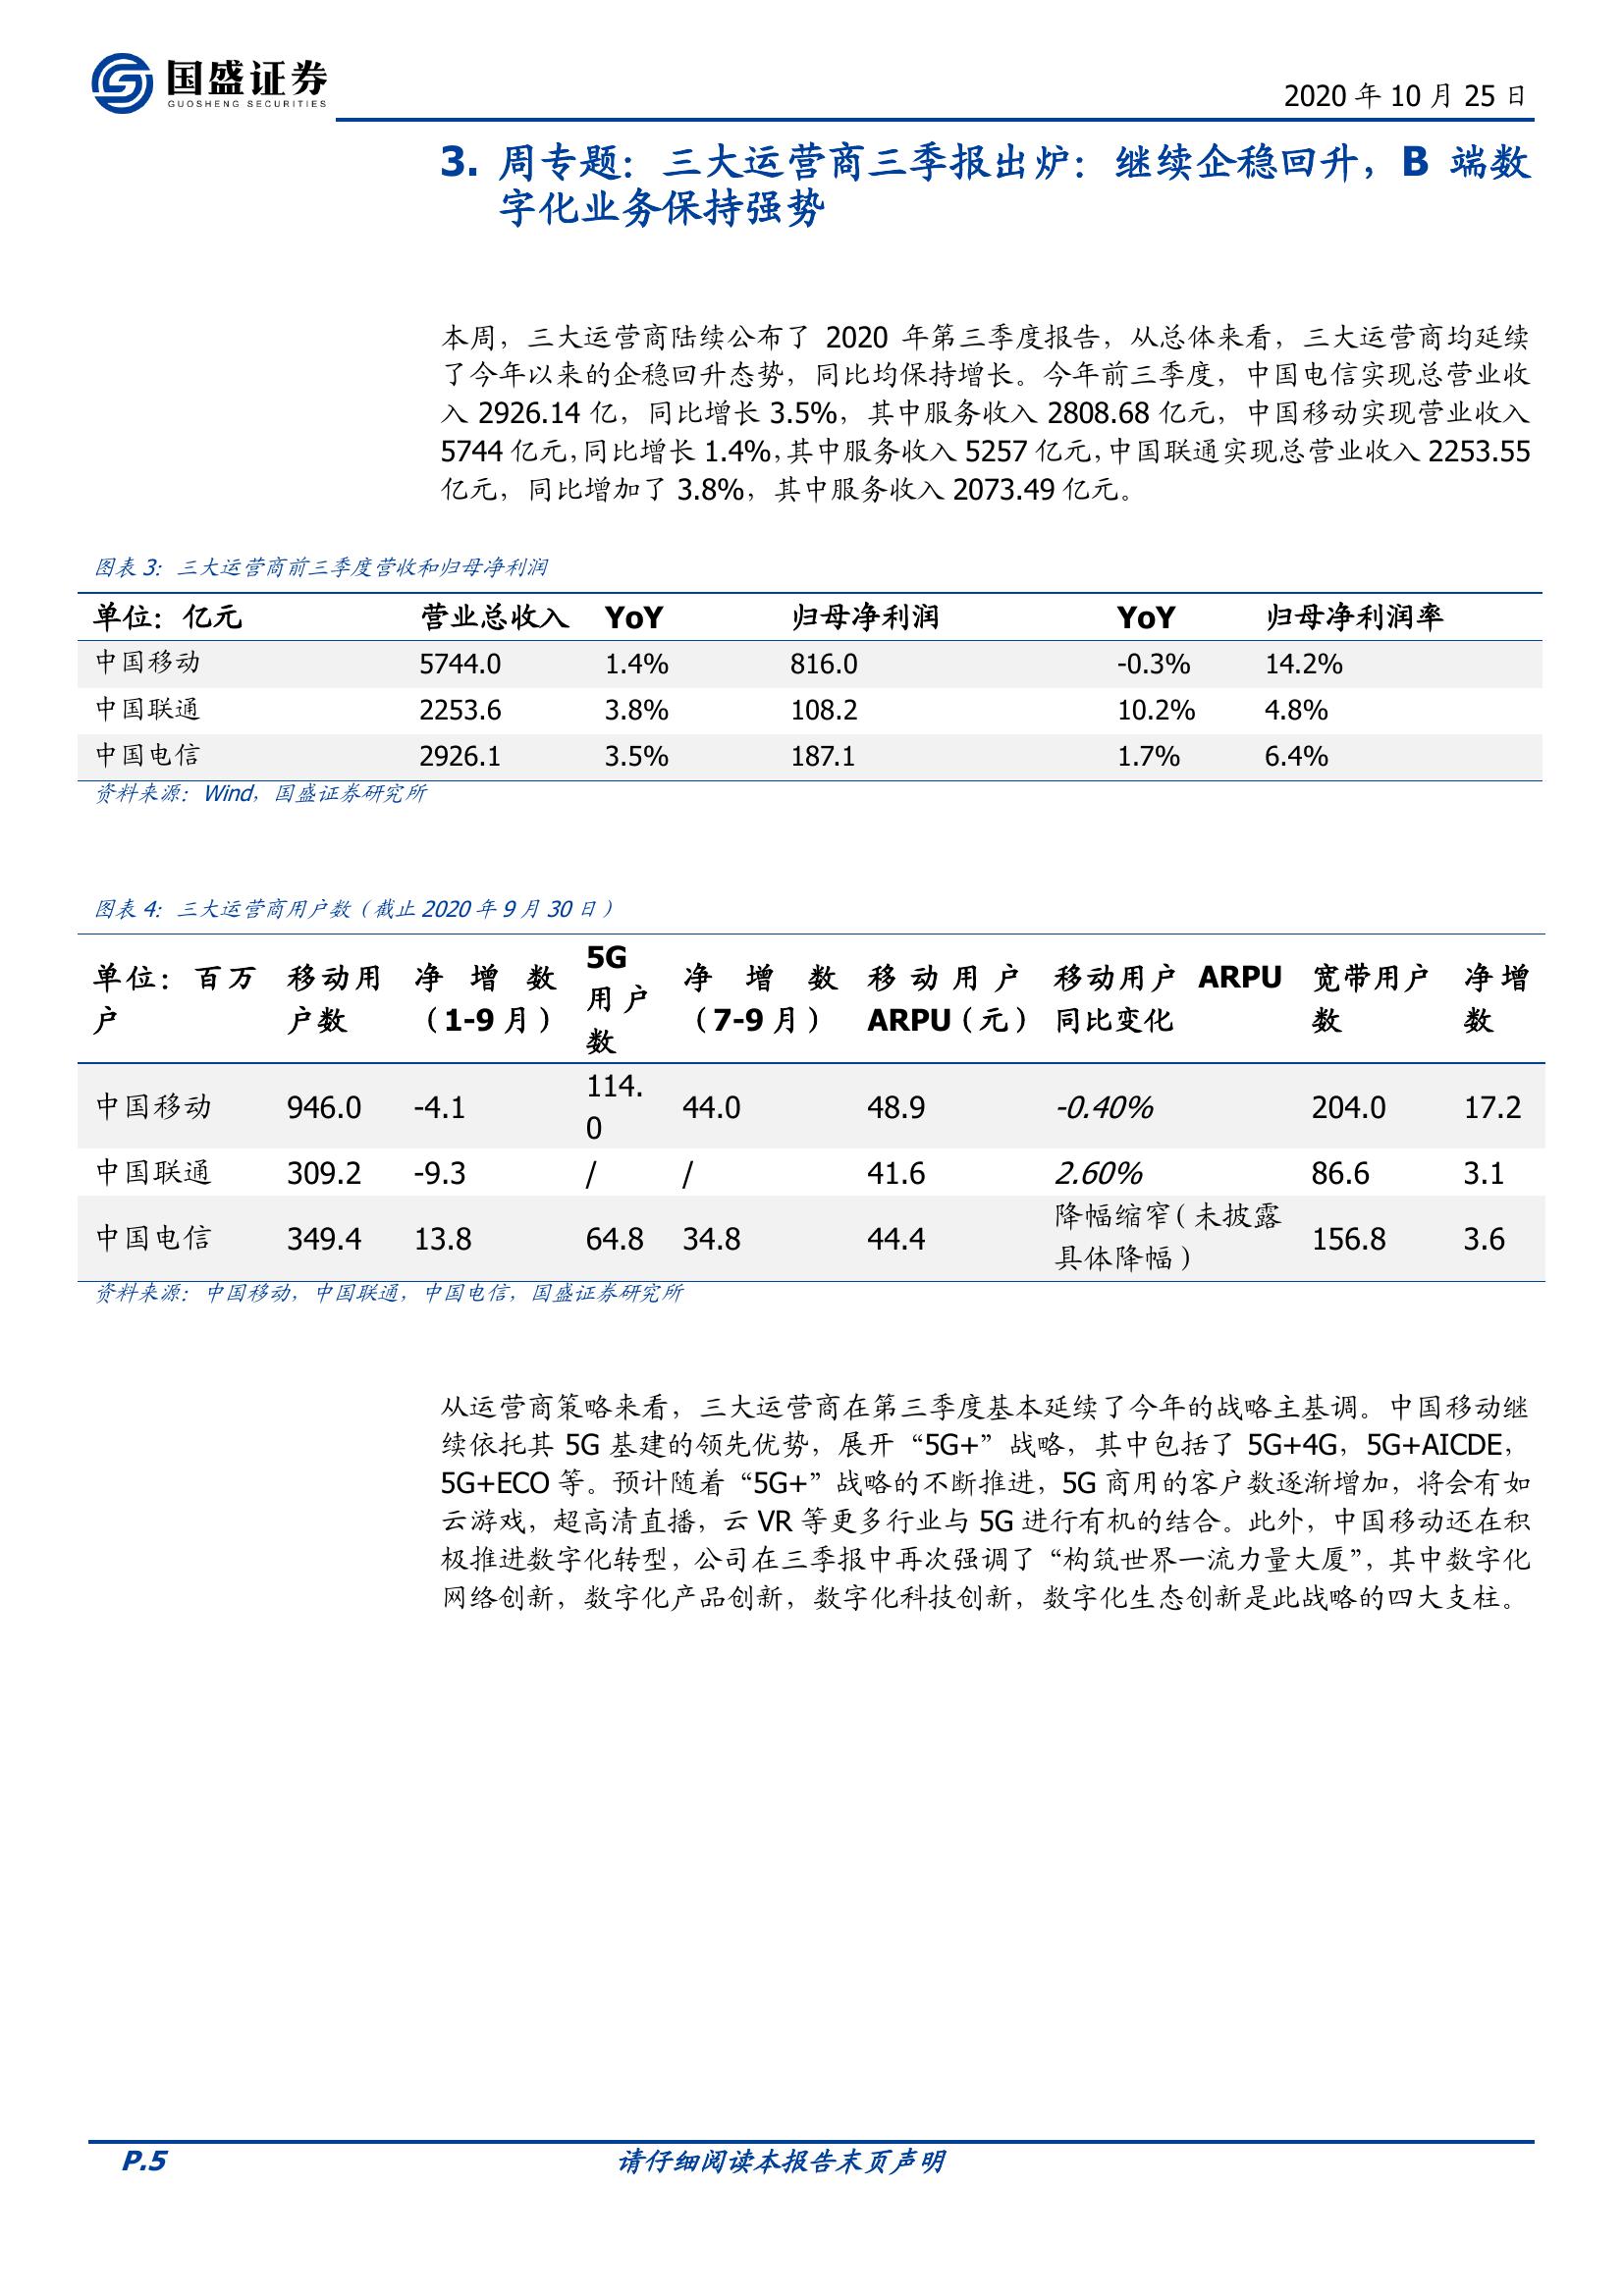 国盛证券
GUOSHENG SECURITIES
2020 年 10 月 25 日
3. 周专题：三大运营商三季报出炉：继续企稳回升，B 端数
字化业务保持强势
本周，三大运营商陆续公布了 2020 年第三季度报告，从总体来看，三大运营商均延续
了今年以来的企稳回升态势，同比均保持增长。今年前三季度，中国电信实现总营业收
入 2926.14 亿，同比增长 3.5%，其中服务收入 2808.68 亿元，中国移动实现营业收入
5744 亿元，同比增长 1.4%，其中服务收入 5257 亿元，中国联通实现总营业收入 2253.55
亿元，同比增加了 3.8%，其中服务收入 2073.49 亿元。
图表 3：三大运营商前三季度营收和归母净利润
单位：亿元 营业总收入 YoY 归母净利润 YoY 归母净利润率
中国移动 5744.0 1.4% 816.0 -0.3% 14.2%
中国联通 2253.6 3.8% 108.2 10.2% 4.8%
中国电信 2926.1 3.5% 187.1 1.7% 6.4%
资料来源：Wind，国盛证券研究所
图表 4：三大运营商用户数（截止 2020 年 9 月 30 日）
单位：百万户 移动用户数 净增数（1-9 月） 5G 用户数 净增数（7-9 月） 移动用户 ARPU（元） 移动用户 ARPU 同比变化 宽带用户数 净增数
中国移动 946.0 -4.1 114.0 44.0 48.9 -0.40% 204.0 17.2
中国联通 309.2 -9.3 / / 41.6 2.60% 86.6 3.1
中国电信 349.4 13.8 64.8 34.8 44.4 降幅缩窄（未披露具体降幅） 156.8 3.6
资料来源：中国移动，中国联通，中国电信，国盛证券研究所
从运营商策略来看，三大运营商在第三季度基本延续了今年的战略主基调。中国移动继
续依托其 5G 基建的领先优势，展开“5G+”战略，其中包括了 5G+4G，5G+AICDE，
5G+ECO 等。预计随着“5G+”战略的不断推进，5G 商用的客户数逐渐增加，将会有如
云游戏，超高清直播，云 VR 等更多行业与 5G 进行有机的结合。此外，中国移动还在积
极推进数字化转型，公司在三季报中再次强调了“构筑世界一流力量大厦”，其中数字化
网络创新，数字化产品创新，数字化科技创新，数字化生态创新是此战略的四大支柱。
P.5 请仔细阅读本报告末页声明